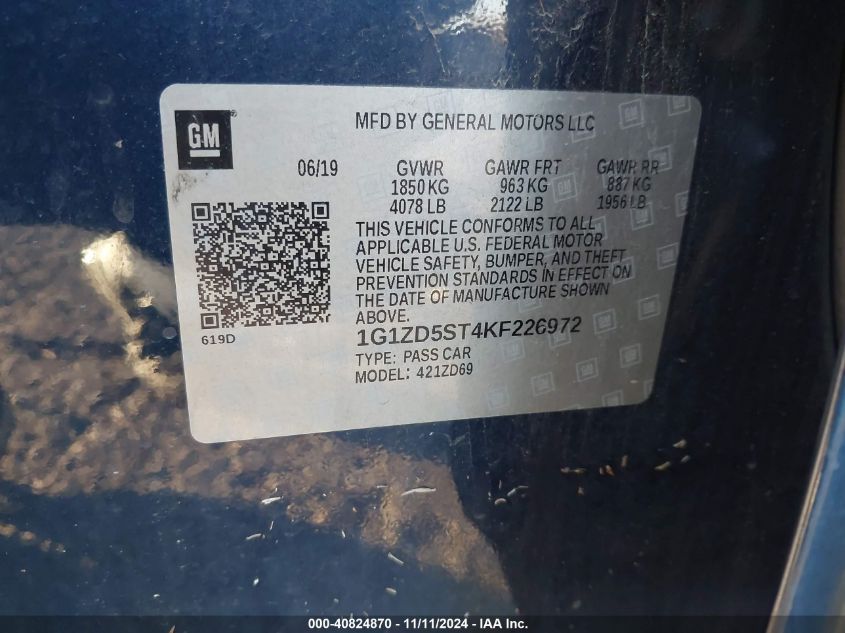 GM®
MFD BY GENERAL MOTORS LLC
06/19 GVWR GAWR FRT GAWR RR
1850 KG 963 KG 887 KG
4078 LB 2122 LB 1956 LB
THIS VEHICLE CONFORMS TO ALL
APPLICABLE U.S. FEDERAL MOTOR
VEHICLE SAFETY, BUMPER, AND THEFT
PREVENTION STANDARDS IN EFFECT ON
THE DATE OF MANUFACTURE SHOWN
ABOVE.
619D
1G1ZD5ST4KF226972
TYPE: PASS CAR
MODEL: 421ZD69
000-40824870 - 11/11/2024 - IAA Inc.